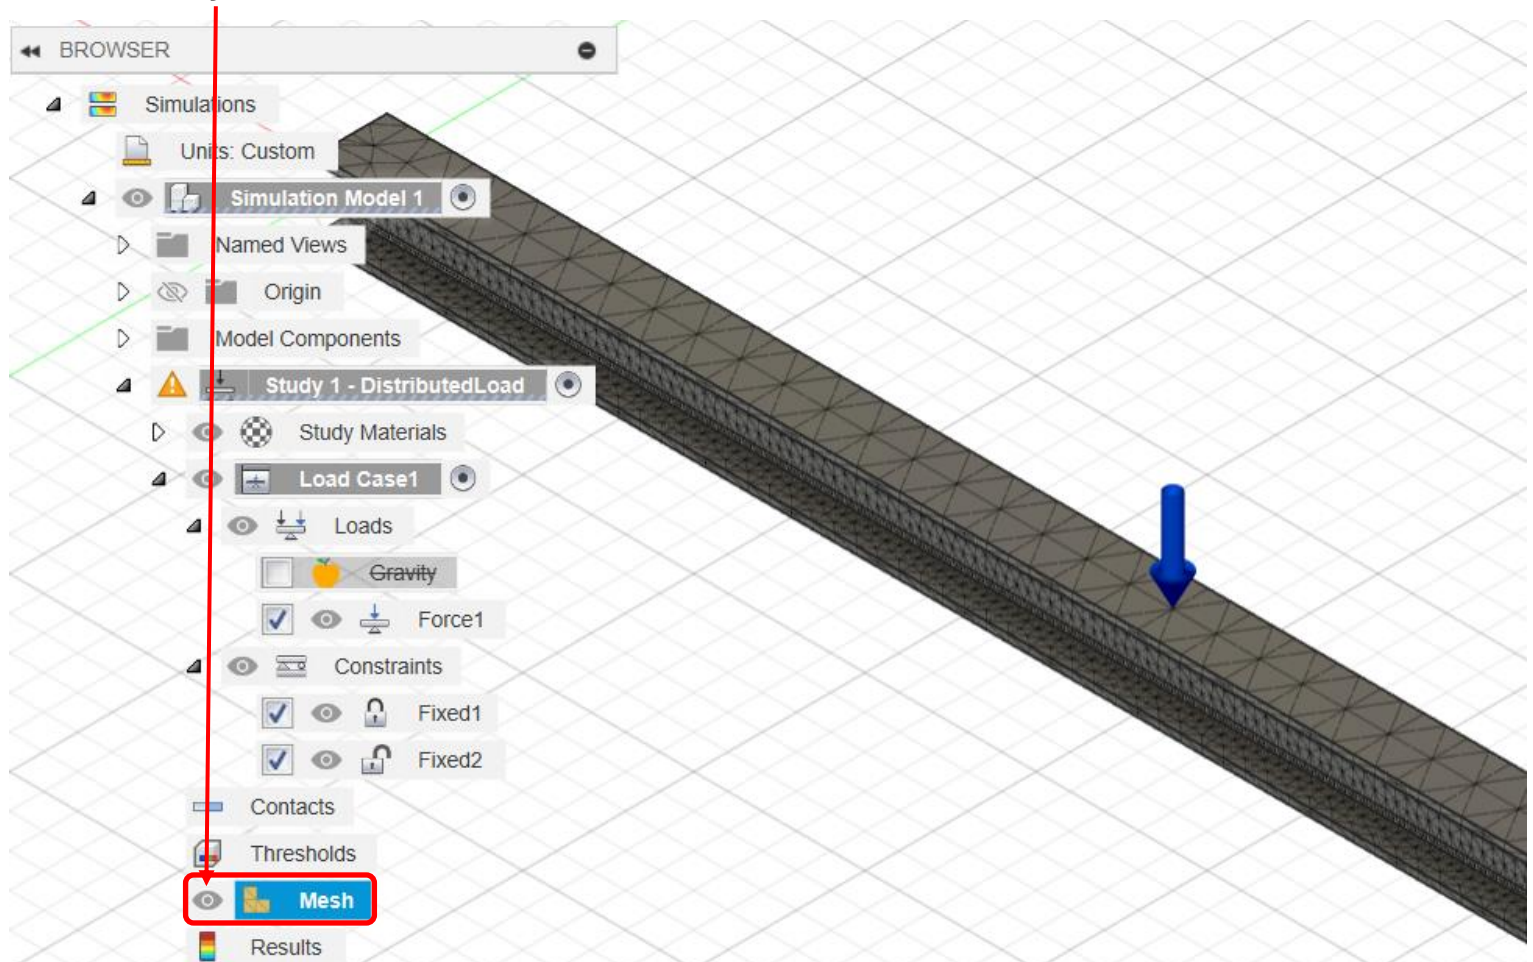 BROWSER
Simulations
Units: Custom
Simulation Model 1
Named Views
Origin
Model Components
Study 1 - DistributedLoad
Study Materials
Load Case1
Loads
Gravity
Force1
Constraints
Fixed1
Fixed2
Contacts
Thresholds
Mesh
Results